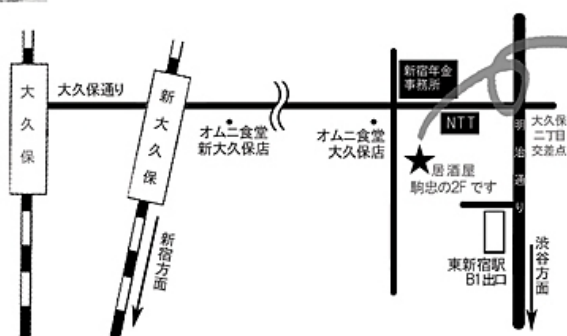 大久保
大久保通り
新大久保
新宿年金
事務所
NTT
オムニ食堂
新大久保店
オムニ食堂
大久保店
明治通り
大久保
二丁目
交差点
居酒屋
駒忠の2Fです
新宿方面
東新宿駅
B1出口
渋谷方面